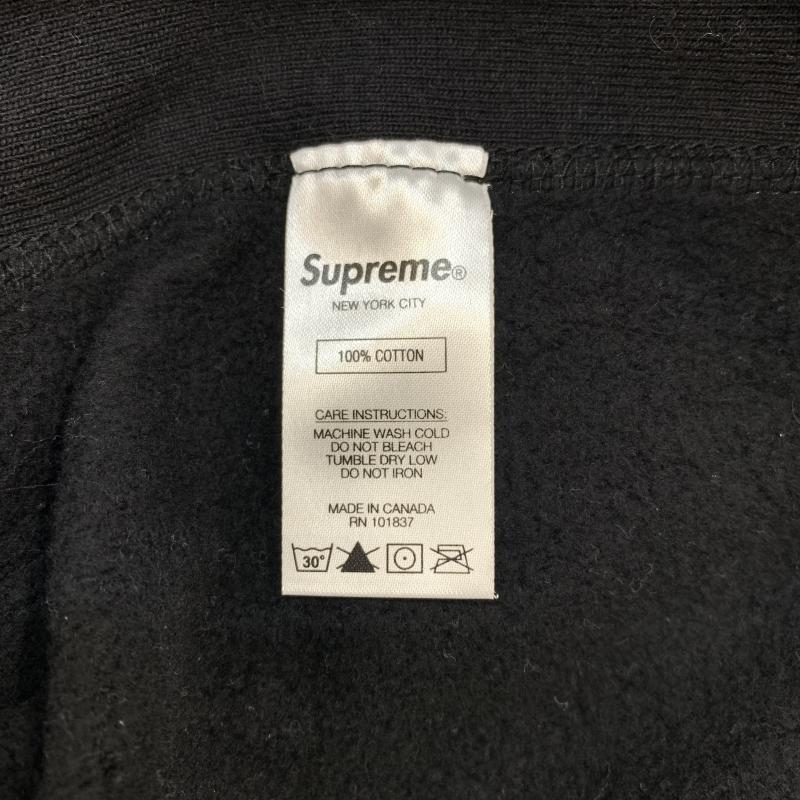 Supreme®
NEW YORK CITY
100% COTTON
CARE INSTRUCTIONS:
MACHINE WASH COLD
DO NOT BLEACH
TUMBLE DRY LOW
DO NOT IRON
MADE IN CANADA
RN 101837
30°